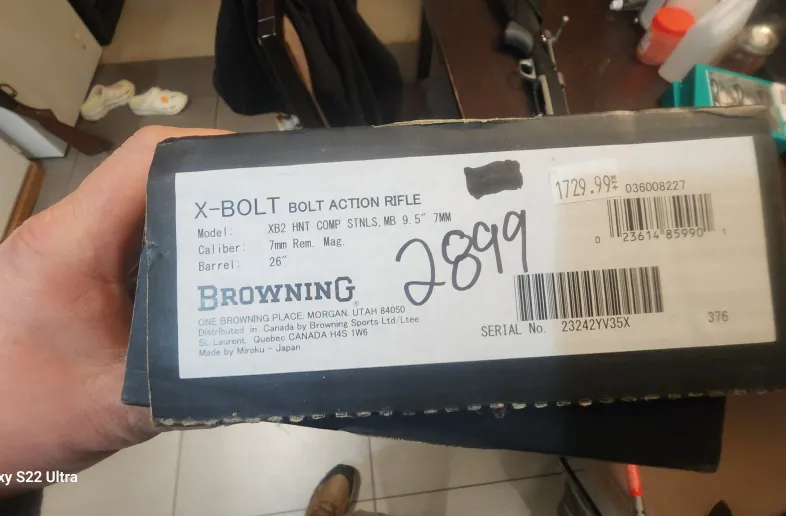 X-BOLT BOLT ACTION RIFLE
Model: XB2 HNT COMP STNLS,MB 9.5" 7MM
Caliber: 7mm Rem. Mag.
Barrel: 26"
2899
1729.99
036008227
0 23614 85990 1
BROWNING®
ONE BROWNING PLACE, MORGAN, UTAH 84050
Distributed in Canada by Browning Sports Ltd/Ltee
St. Laurent, Quebec CANADA H4S 1W6
Made by Miroku - Japan
SERIAL No. 23242YV35X
376
xy S22 Ultra